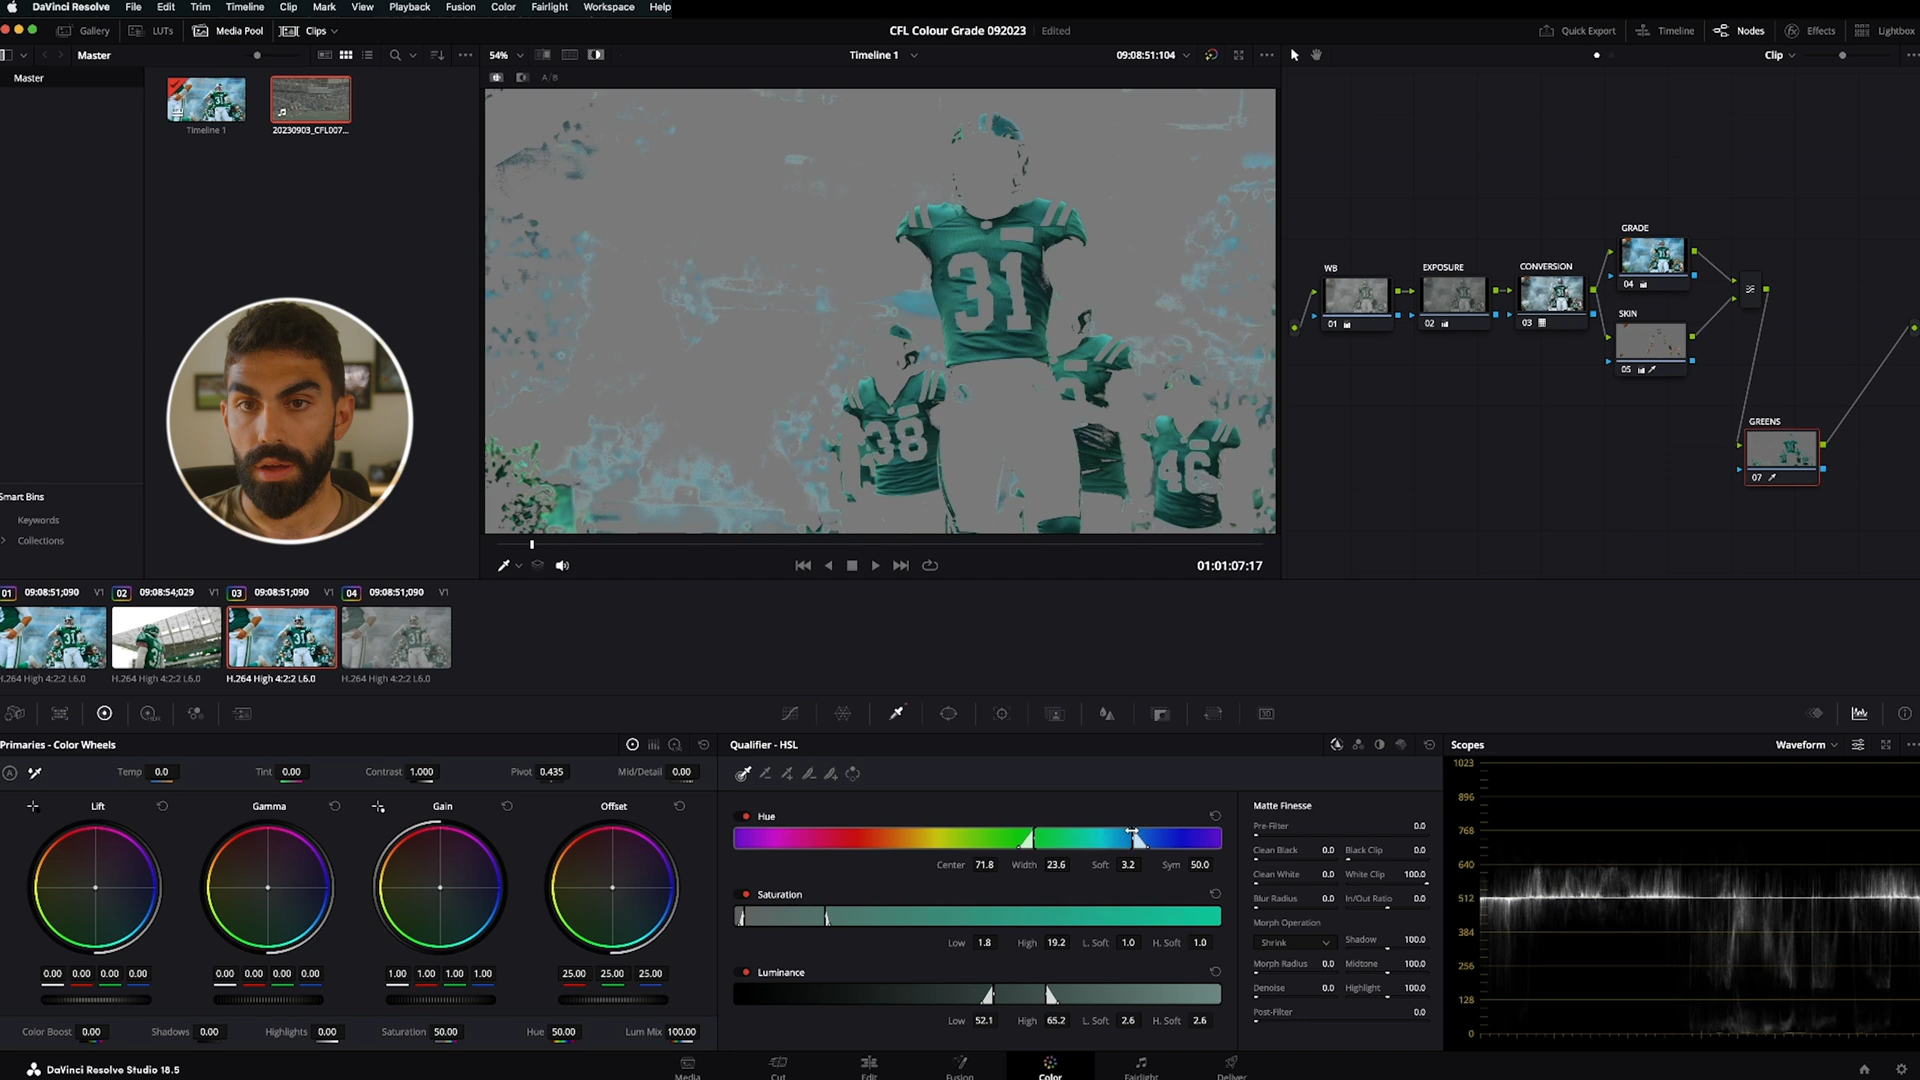 DaVinci Resolve File Edit Trim Timeline Clip Mark View Playback Fusion Color Fairlight Workspace Help
Gallery LUTs Media Pool Clips CFL Colour Grade 092023 Edited Quick Export Timeline Nodes Effects Lightbox
Master 54% Timeline 1 09:08:51:104 Clip
Master
A/B
Timeline 1 20230903_CFL007...
31
38
46
GRADE
WB EXPOSURE CONVERSION
04
SKIN
01 02 03
05
GREENS
07
Smart Bins
Keywords
Collections
01:01:07:17
01 09:08:51;090 V1 02 09:08:54;029 V1 03 09:08:51;090 V1 04 09:08:51;090 V1
31 31
H.264 High 4:2:2 L6.0 H.264 High 4:2:2 L6.0 H.264 High 4:2:2 L6.0 H.264 High 4:2:2 L6.0
Primaries - Color Wheels
A Temp 0.0 Tint 0.00 Contrast 1.000 Pivot 0.435 Mid/Detail 0.00
Lift Gamma Gain Offset
0.00 0.00 0.00 0.00 0.00 0.00 0.00 0.00 1.00 1.00 1.00 1.00 25.00 25.00 25.00
Color Boost 0.00 Shadows 0.00 Highlights 0.00 Saturation 50.00 Hue 50.00 Lum Mix 100.00
Qualifier - HSL
Hue
Center 71.8 Width 23.6 Soft 3.2 Sym 50.0
Saturation
Low 1.8 High 19.2 L. Soft 1.0 H. Soft 1.0
Luminance
Low 52.1 High 65.2 L. Soft 2.6 H. Soft 2.6
Matte Finesse
Pre-Filter 0.0
Clean Black 0.0 Black Clip 0.0
Clean White 0.0 White Clip 100.0
Blur Radius 0.0 In/Out Ratio 0.0
Morph Operation
Shrink Shadow 100.0
Morph Radius 0.0 Midtone 100.0
Denoise 0.0 Highlight 100.0
Post-Filter 0.0
Scopes Waveform
1023
896
768
640
512
384
256
128
0
DaVinci Resolve Studio 18.5 Media Cut Edit Fusion Color Fairlight Deliver